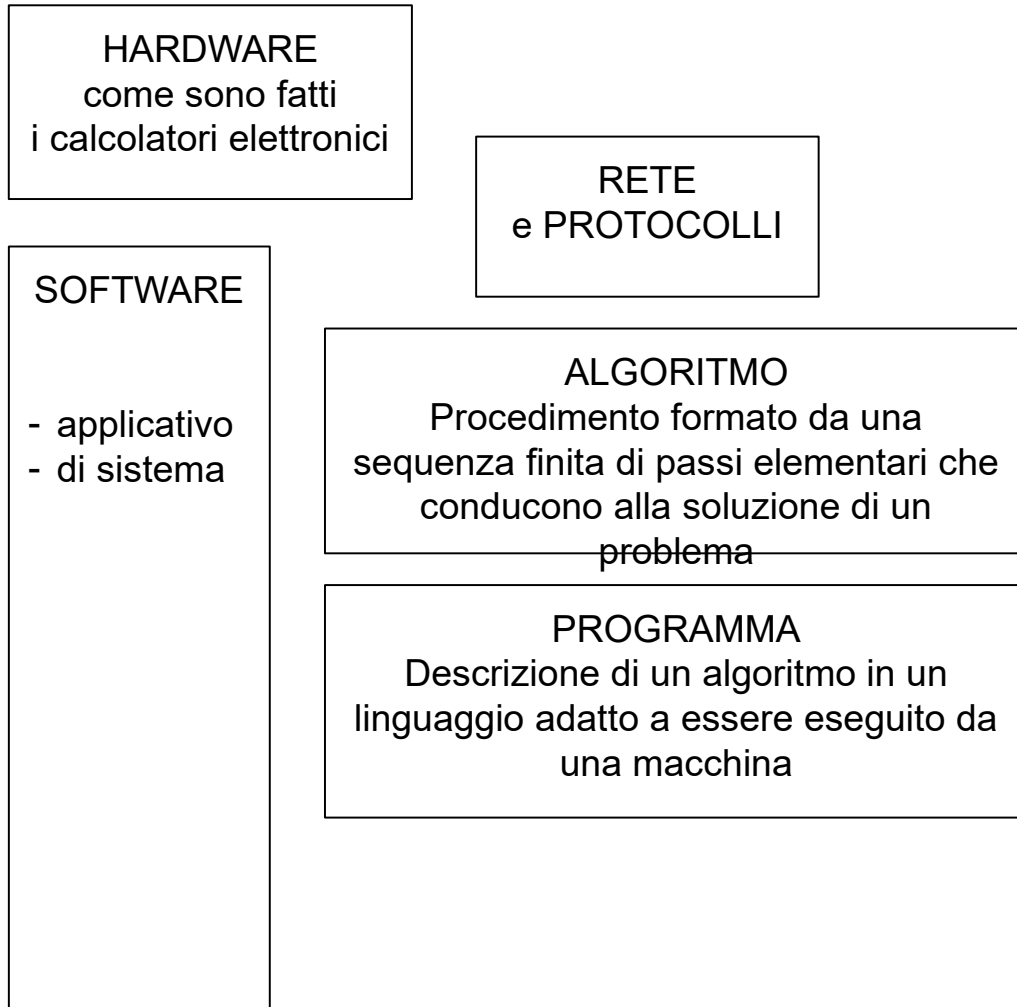 HARDWARE
come sono fatti
i calcolatori elettronici
RETE
e PROTOCOLLI
SOFTWARE
- applicativo
- di sistema
ALGORITMO
Procedimento formato da una
sequenza finita di passi elementari che
conducono alla soluzione di un
problema
PROGRAMMA
Descrizione di un algoritmo in un
linguaggio adatto a essere eseguito da
una macchina